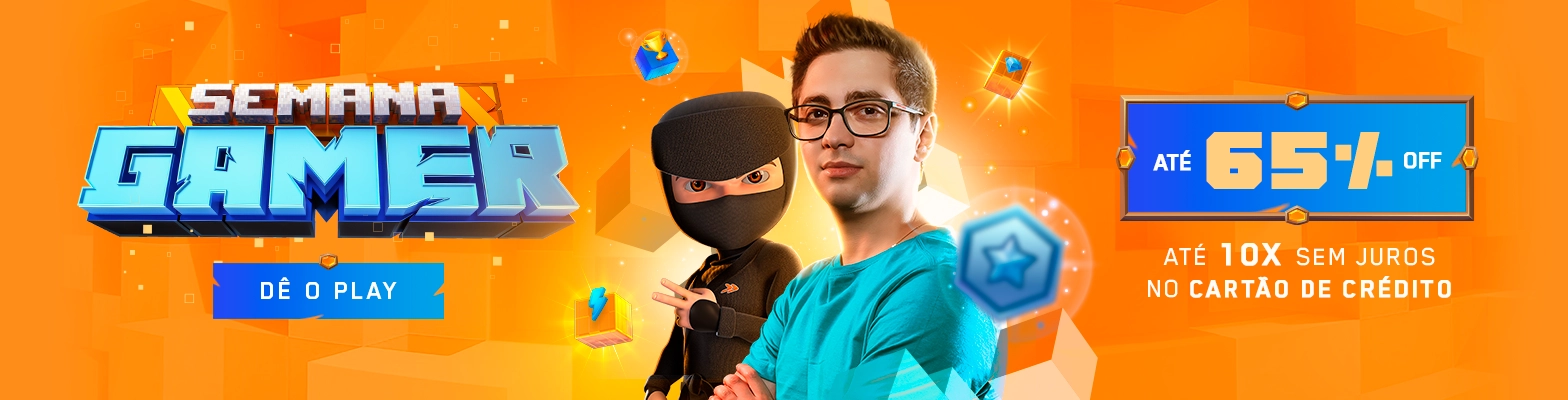 SEMANA
GAMER
DÊ O PLAY
ATÉ 65% OFF
ATÉ 10X SEM JUROS
NO CARTÃO DE CRÉDITO